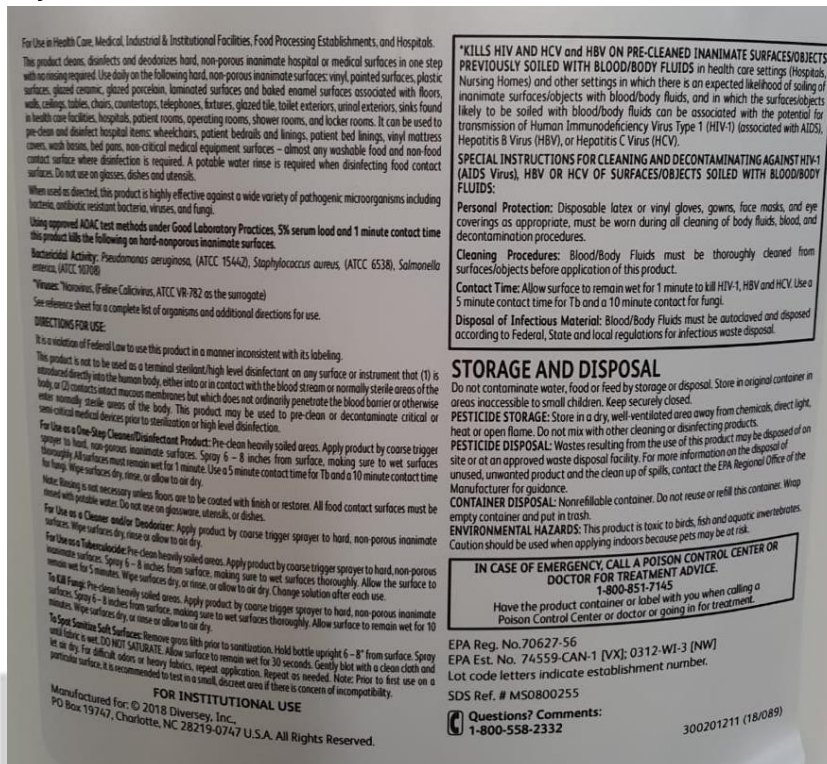 For Use in Health Care, Medical, Industrial & Institutional Facilities, Food Processing Establishments, and Hospitals.
This product cleans, disinfects and deodorizes hard, non-porous inanimate hospital or medical surfaces in one step
with no rinsing required. Use daily on the following hard, non-porous inanimate surfaces: vinyl, painted surfaces, plastic
surfaces, glazed ceramic, glazed porcelain, laminated surfaces and baked enamel surfaces associated with floors,
walls, ceilings, tables, chairs, countertops, telephones, fixtures, glazed tile, toilet exteriors, urinal exteriors, sinks found
in health care facilities, hospitals, patient rooms, operating rooms, shower rooms, and locker rooms. It can be used to
pre-clean and disinfect hospital items: wheelchairs, patient bedrails and linings, patient bed linings, vinyl mattress
covers, wash basins, bed pans, non-critical medical equipment surfaces – almost any washable food and non-food
contact surface where disinfection is required. A potable water rinse is required when disinfecting food contact
surfaces. Do not use on glasses, dishes and utensils.
When used as directed, this product is highly effective against a wide variety of pathogenic microorganisms including
bacteria, antibiotic resistant bacteria, viruses, and fungi.
Using approved AOAC test methods under Good Laboratory Practices, 5% serum load and 1 minute contact time
this product kills the following on hard-nonporous inanimate surfaces.
Bactericidal Activity: Pseudomonas aeruginosa, (ATCC 15442), Staphylococcus aureus, (ATCC 6538), Salmonella
enterica, (ATCC 10708)
*Viruses: *Norovirus, (Feline Calicivirus, ATCC VR-782 as the surrogate)
See reference sheet for a complete list of organisms and additional directions for use.
DIRECTIONS FOR USE:
It is a violation of Federal Law to use this product in a manner inconsistent with its labeling.
This product is not to be used as a terminal sterilant/high level disinfectant on any surface or instrument that (1) is
introduced directly into the human body, either into or in contact with the blood stream or normally sterile areas of the
body, or (2) contacts intact mucous membranes but which does not ordinarily penetrate the blood barrier or otherwise
enter normally sterile areas of the body. This product may be used to pre-clean or decontaminate critical or
semi-critical medical devices prior to sterilization or high level disinfection.
For Use as a One-Step Cleaner/Disinfectant Product: Pre-clean heavily soiled areas. Apply product by coarse trigger
sprayer to hard, non-porous inanimate surfaces. Spray 6 – 8 inches from surface, making sure to wet surfaces
thoroughly. All surfaces must remain wet for 1 minute. Use a 5 minute contact time for Tb and a 10 minute contact time
for fungi. Wipe surfaces dry, rinse, or allow to air dry.
Note: Rinsing is not necessary unless floors are to be coated with finish or restorer. All food contact surfaces must be
rinsed with potable water. Do not use on glassware, utensils, or dishes.
For Use as a Cleaner and/or Deodorizer: Apply product by coarse trigger sprayer to hard, non-porous inanimate
surfaces. Wipe surfaces dry, rinse or allow to air dry.
For Use as a Tuberculocide: Pre-clean heavily soiled areas. Apply product by coarse trigger sprayer to hard, non-porous
inanimate surfaces. Spray 6 – 8 inches from surface, making sure to wet surfaces thoroughly. Allow the surface to
remain wet for 5 minutes. Wipe surfaces dry, or rinse, or allow to air dry. Change solution after each use.
To Kill Fungi: Pre-clean heavily soiled areas. Apply product by coarse trigger sprayer to hard, non-porous inanimate
surfaces. Spray 6 – 8 inches from surface, making sure to wet surfaces thoroughly. Allow surface to remain wet for 10
minutes. Wipe surfaces dry, or rinse or allow to air dry.
To Spot Sanitize Soft Surfaces: Remove gross filth prior to sanitization. Hold bottle upright 6 – 8" from surface. Spray
until fabric is wet. DO NOT SATURATE. Allow surface to remain wet for 30 seconds. Gently blot with a clean cloth and
let air dry. For difficult odors or heavy fabrics, repeat application. Repeat as needed. Note: Prior to first use on a
particular surface, it is recommended to test in a small, discreet area if there is concern of incompatibility.
FOR INSTITUTIONAL USE
Manufactured for: © 2018 Diversey, Inc.,
PO Box 19747, Charlotte, NC 28219-0747 U.S.A. All Rights Reserved.
*KILLS HIV AND HCV and HBV ON PRE-CLEANED INANIMATE SURFACES/OBJECTS
PREVIOUSLY SOILED WITH BLOOD/BODY FLUIDS in health care settings (Hospitals,
Nursing Homes) and other settings in which there is an expected likelihood of soiling of
inanimate surfaces/objects with blood/body fluids, and in which the surfaces/objects
likely to be soiled with blood/body fluids can be associated with the potential for
transmission of Human Immunodeficiency Virus Type 1 (HIV-1) (associated with AIDS),
Hepatitis B Virus (HBV), or Hepatitis C Virus (HCV).
SPECIAL INSTRUCTIONS FOR CLEANING AND DECONTAMINATING AGAINST HIV-1
(AIDS Virus), HBV OR HCV OF SURFACES/OBJECTS SOILED WITH BLOOD/BODY
FLUIDS:
Personal Protection: Disposable latex or vinyl gloves, gowns, face masks, and eye
coverings as appropriate, must be worn during all cleaning of body fluids, blood, and
decontamination procedures.
Cleaning Procedures: Blood/Body Fluids must be thoroughly cleaned from
surfaces/objects before application of this product.
Contact Time: Allow surface to remain wet for 1 minute to kill HIV-1, HBV and HCV. Use a
5 minute contact time for Tb and a 10 minute contact for fungi.
Disposal of Infectious Material: Blood/Body Fluids must be autoclaved and disposed
according to Federal, State and local regulations for infectious waste disposal.
STORAGE AND DISPOSAL
Do not contaminate water, food or feed by storage or disposal. Store in original container in
areas inaccessible to small children. Keep securely closed.
PESTICIDE STORAGE: Store in a dry, well-ventilated area away from chemicals, direct light,
heat or open flame. Do not mix with other cleaning or disinfecting products.
PESTICIDE DISPOSAL: Wastes resulting from the use of this product may be disposed of on
site or at an approved waste disposal facility. For more information on the disposal of
unused, unwanted product and the clean up of spills, contact the EPA Regional Office of the
Manufacturer for guidance.
CONTAINER DISPOSAL: Nonrefillable container. Do not reuse or refill this container. Wrap
empty container and put in trash.
ENVIRONMENTAL HAZARDS: This product is toxic to birds, fish and aquatic invertebrates.
Caution should be used when applying indoors because pets may be at risk.
IN CASE OF EMERGENCY, CALL A POISON CONTROL CENTER OR
DOCTOR FOR TREATMENT ADVICE.
1-800-851-7145
Have the product container or label with you when calling a
Poison Control Center or doctor or going in for treatment.
EPA Reg. No.70627-56
EPA Est. No. 74559-CAN-1 [VX]; 0312-WI-3 [NW]
Lot code letters indicate establishment number.
SDS Ref. # MS0800255
Questions? Comments:
1-800-558-2332
300201211 (18/089)